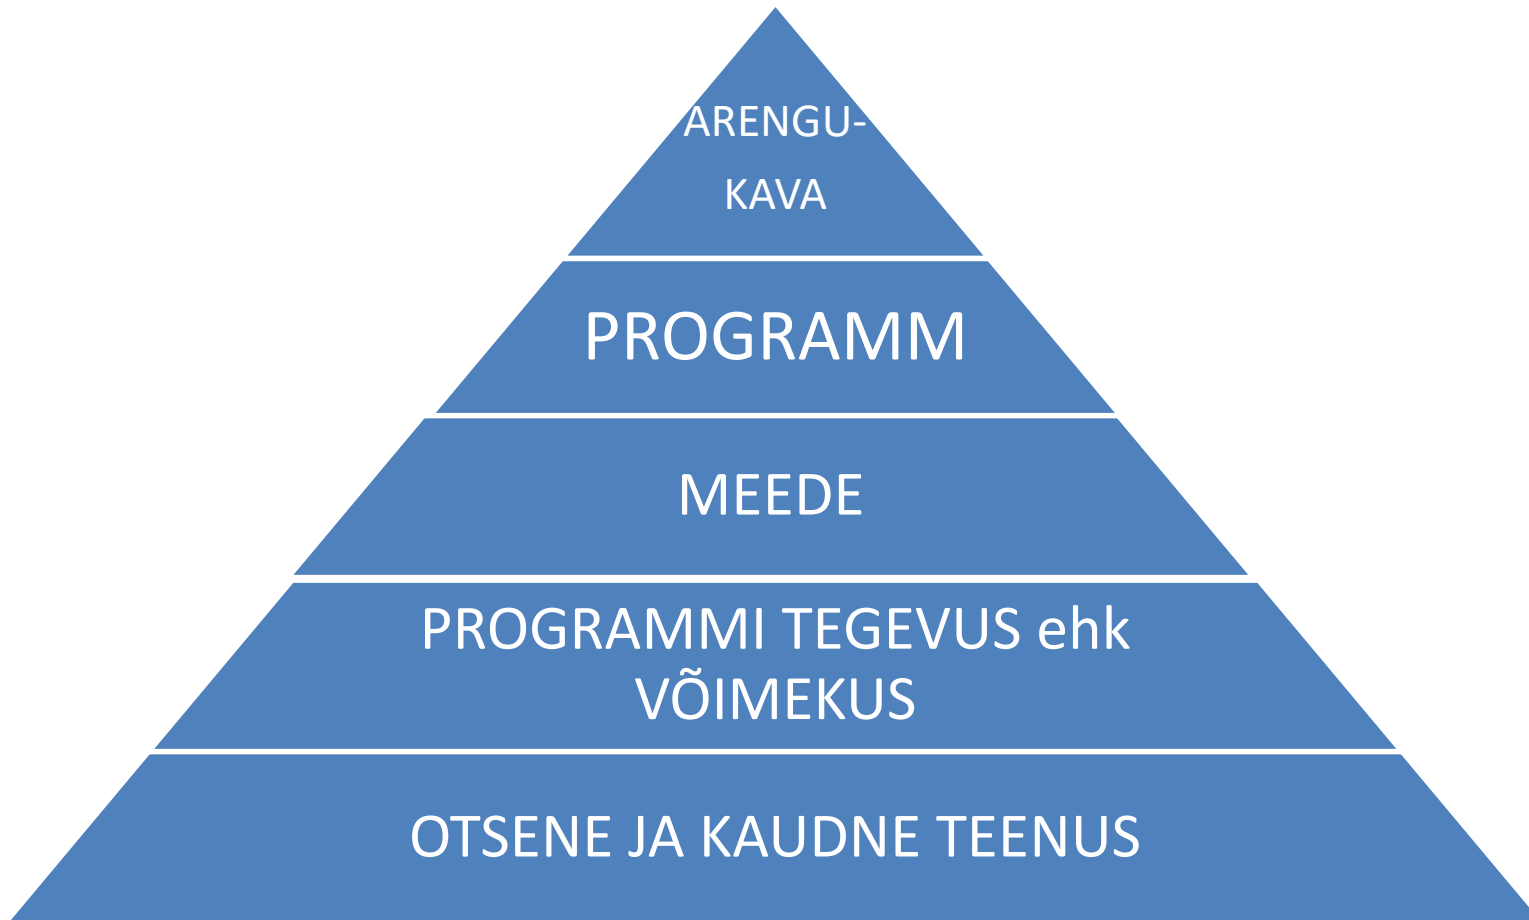 ARENGU-
KAVA
PROGRAMM
MEEDE
PROGRAMMI TEGEVUS ehk
VÕIMEKUS
OTSENE JA KAUDNE TEENUS